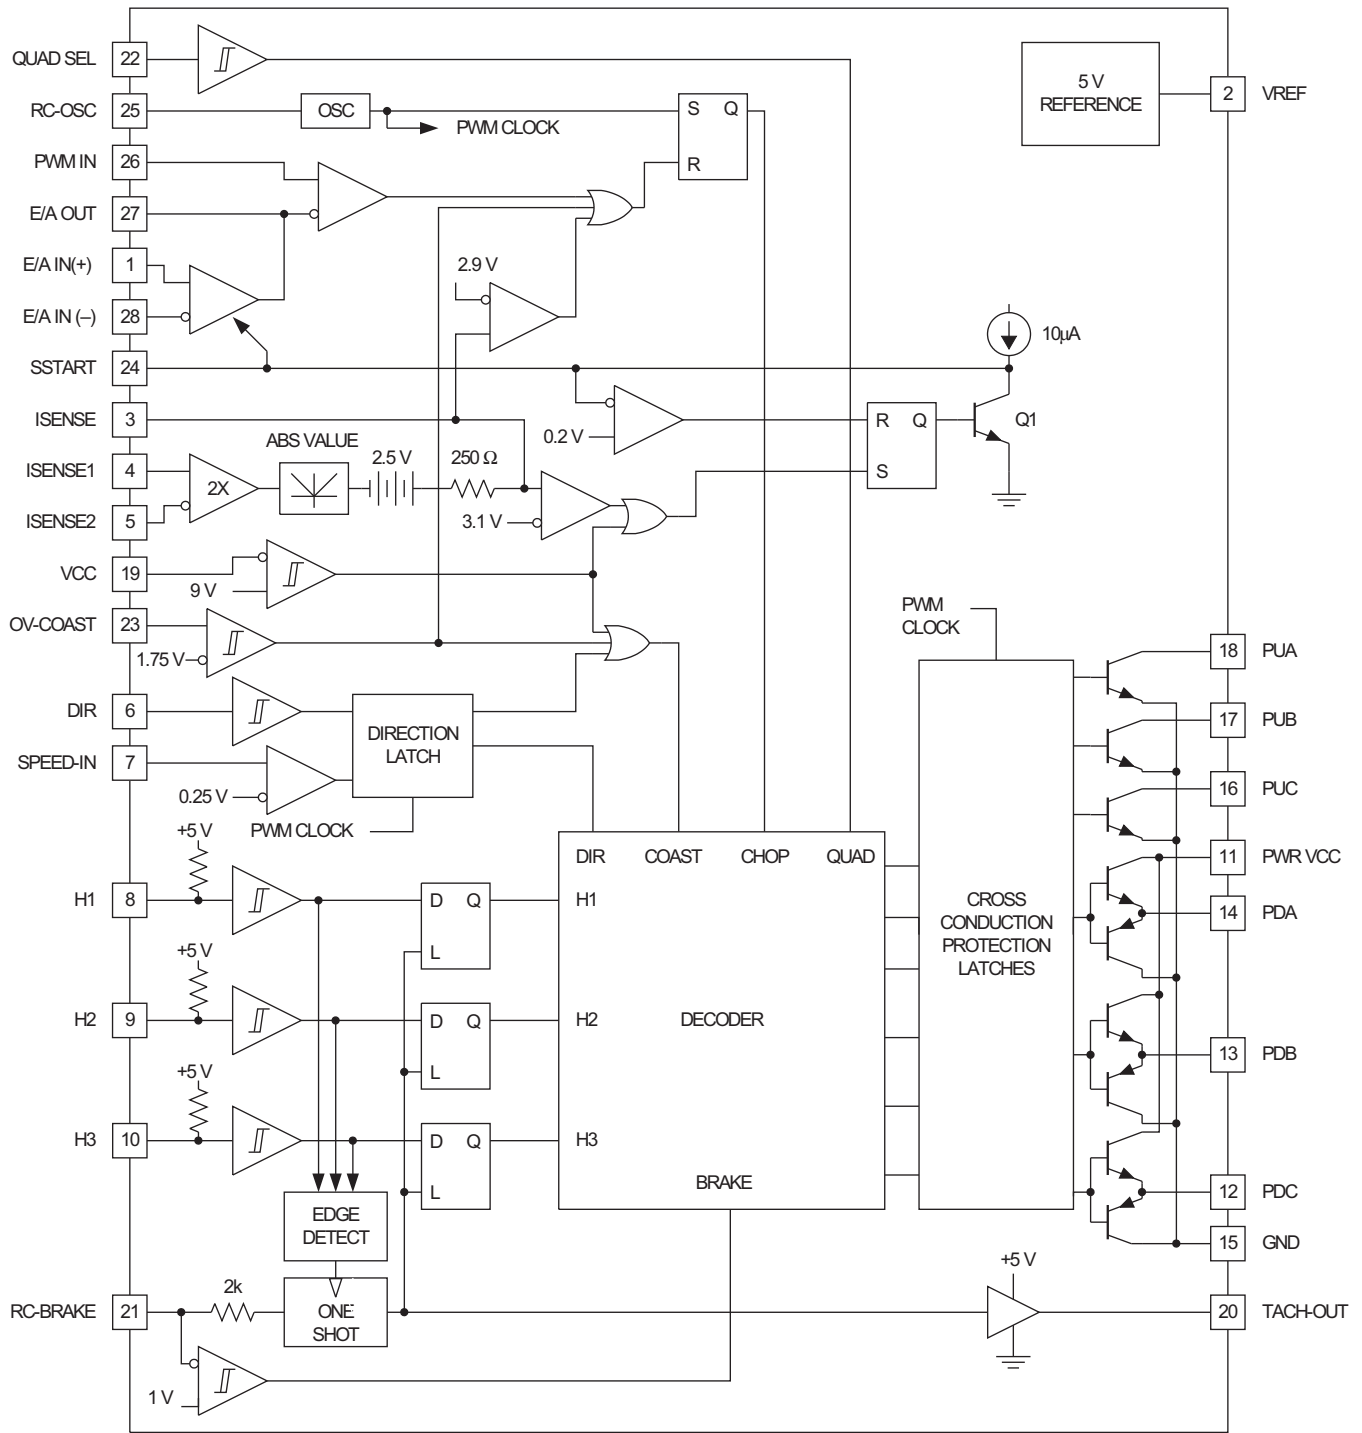 QUAD SEL 22
5 V
REFERENCE
2 VREF
RC-OSC 25 OSC
PWM CLOCK
S Q
R
PWM IN 26
E/A OUT 27
E/A IN(+) 1
2.9 V
E/A IN (–) 28
10µA
SSTART 24
ISENSE 3
0.2 V
R Q
S
Q1
ABS VALUE
ISENSE1 4
2X
2.5 V
250 Ω
ISENSE2 5
3.1 V
VCC 19
9 V
OV-COAST 23
1.75 V
PWM
CLOCK
18 PUA
DIR 6
DIRECTION
LATCH
17 PUB
SPEED-IN 7
0.25 V
16 PUC
PWM CLOCK
+5 V
DIR COAST CHOP QUAD
11 PWR VCC
H1 8
D Q
L
H1
CROSS
CONDUCTION
PROTECTION
LATCHES
14 PDA
+5 V
H2 9
D Q
L
H2
DECODER
13 PDB
+5 V
H3 10
D Q
L
H3
BRAKE
12 PDC
EDGE
DETECT
15 GND
+5 V
RC-BRAKE 21
2k
ONE
SHOT
20 TACH-OUT
1 V